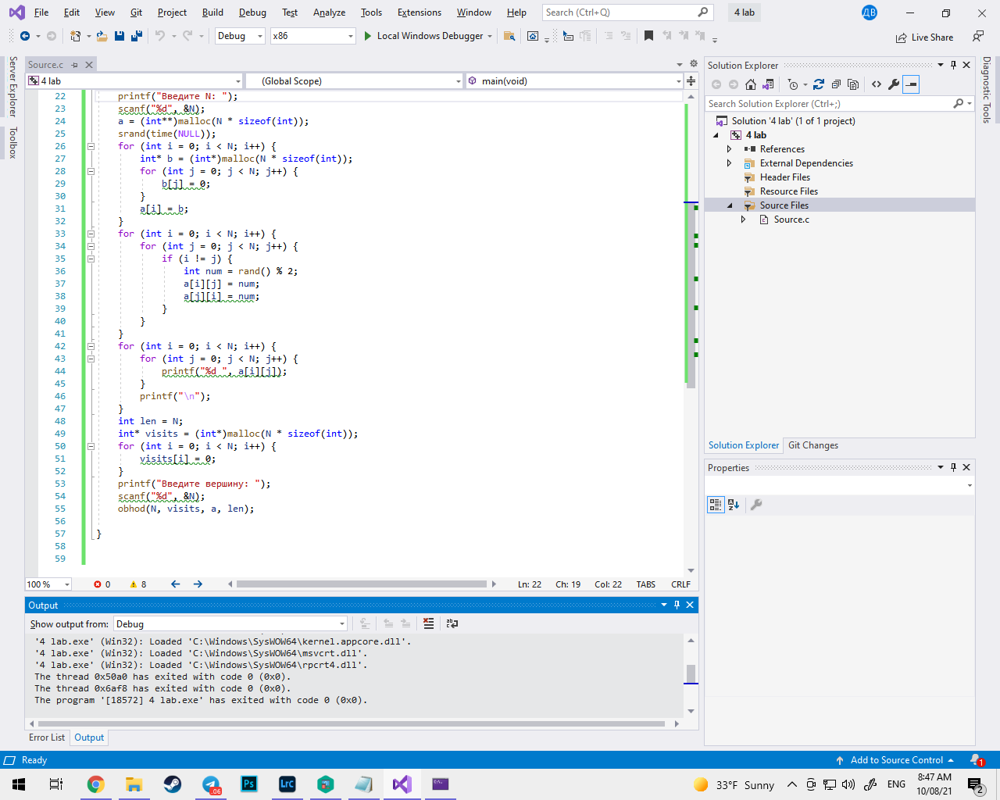 File Edit View Git Project Build Debug Test Analyze Tools Extensions Window Help Search (Ctrl+Q) 4 lab ДВ
Debug x86 Local Windows Debugger Live Share
Server Explorer
Toolbox
Source.c
4 lab (Global Scope) main(void)
22 printf("Введите N: ");
23 scanf("%d", &N);
24 a = (int**)malloc(N * sizeof(int));
25 srand(time(NULL));
26 for (int i = 0; i < N; i++) {
27 int* b = (int*)malloc(N * sizeof(int));
28 for (int j = 0; j < N; j++) {
29 b[j] = 0;
30 }
31 a[i] = b;
32 }
33 for (int i = 0; i < N; i++) {
34 for (int j = 0; j < N; j++) {
35 if (i != j) {
36 int num = rand() % 2;
37 a[i][j] = num;
38 a[j][i] = num;
39 }
40 }
41 }
42 for (int i = 0; i < N; i++) {
43 for (int j = 0; j < N; j++) {
44 printf("%d ", a[i][j]);
45 }
46 printf("\n");
47 }
48 int len = N;
49 int* visits = (int*)malloc(N * sizeof(int));
50 for (int i = 0; i < N; i++) {
51 visits[i] = 0;
52 }
53 printf("Введите вершину: ");
54 scanf("%d", &N);
55 obhod(N, visits, a, len);
56
57 }
58
59
100 % 0 8 Ln: 22 Ch: 19 Col: 22 TABS CRLF
Output
Show output from: Debug
'4 lab.exe' (Win32): Loaded 'C:\Windows\SysWOW64\kernel.appcore.dll'.
'4 lab.exe' (Win32): Loaded 'C:\Windows\SysWOW64\msvcrt.dll'.
'4 lab.exe' (Win32): Loaded 'C:\Windows\SysWOW64\rpcrt4.dll'.
The thread 0x50a0 has exited with code 0 (0x0).
The thread 0x6af8 has exited with code 0 (0x0).
The program '[18572] 4 lab.exe' has exited with code 0 (0x0).
Error List Output
Solution Explorer
Search Solution Explorer (Ctrl+;)
Solution '4 lab' (1 of 1 project)
4 lab
References
External Dependencies
Header Files
Resource Files
Source Files
Source.c
Solution Explorer Git Changes
Properties
Diagnostic Tools
Ready Add to Source Control 1
Ps Lrc .06 33°F Sunny ENG 8:47 AM
10/08/21 2